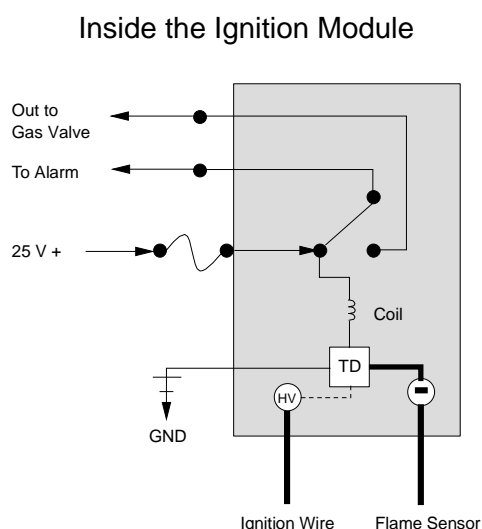 Inside the Ignition Module
Out to
Gas Valve
To Alarm
25 V +
Coil
TD
HV
GND
Ignition Wire
Flame Sensor